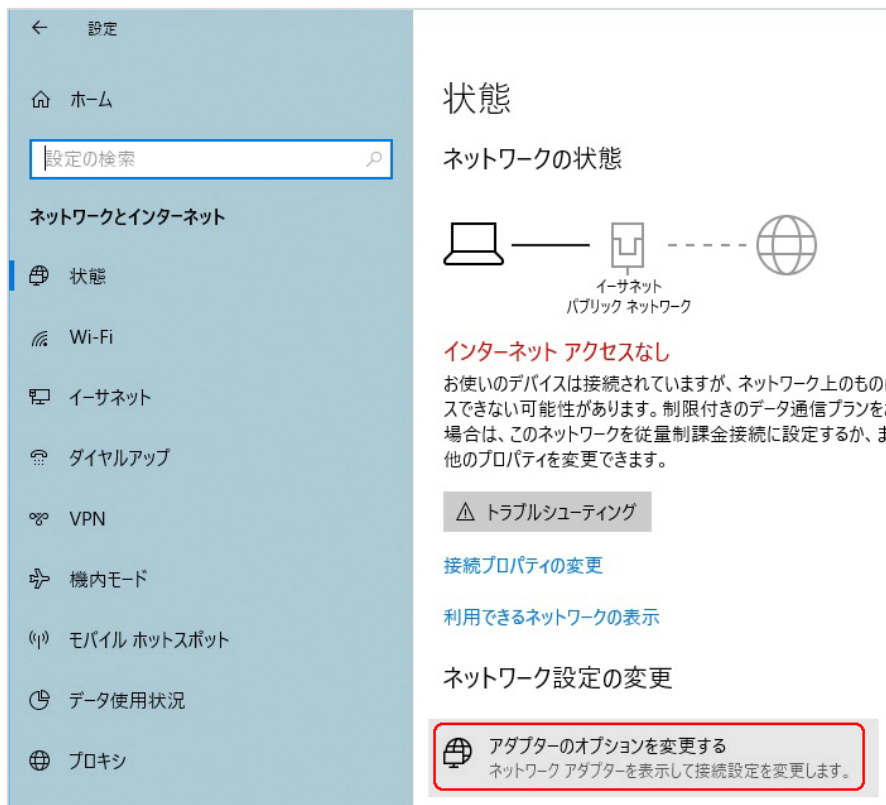 設定
ホーム
設定の検索
ネットワークとインターネット
状態
Wi-Fi
イーサネット
ダイヤルアップ
VPN
機内モード
モバイル ホットスポット
データ使用状況
プロキシ
状態
ネットワークの状態
イーサネット
パブリック ネットワーク
インターネット アクセスなし
お使いのデバイスは接続されていますが、ネットワーク上のもの
スできない可能性があります。制限付きのデータ通信プランを
場合は、このネットワークを従量制課金接続に設定するか、ま
他のプロパティを変更できます。
トラブルシューティング
接続プロパティの変更
利用できるネットワークの表示
ネットワーク設定の変更
アダプターのオプションを変更する
ネットワーク アダプターを表示して接続設定を変更します。